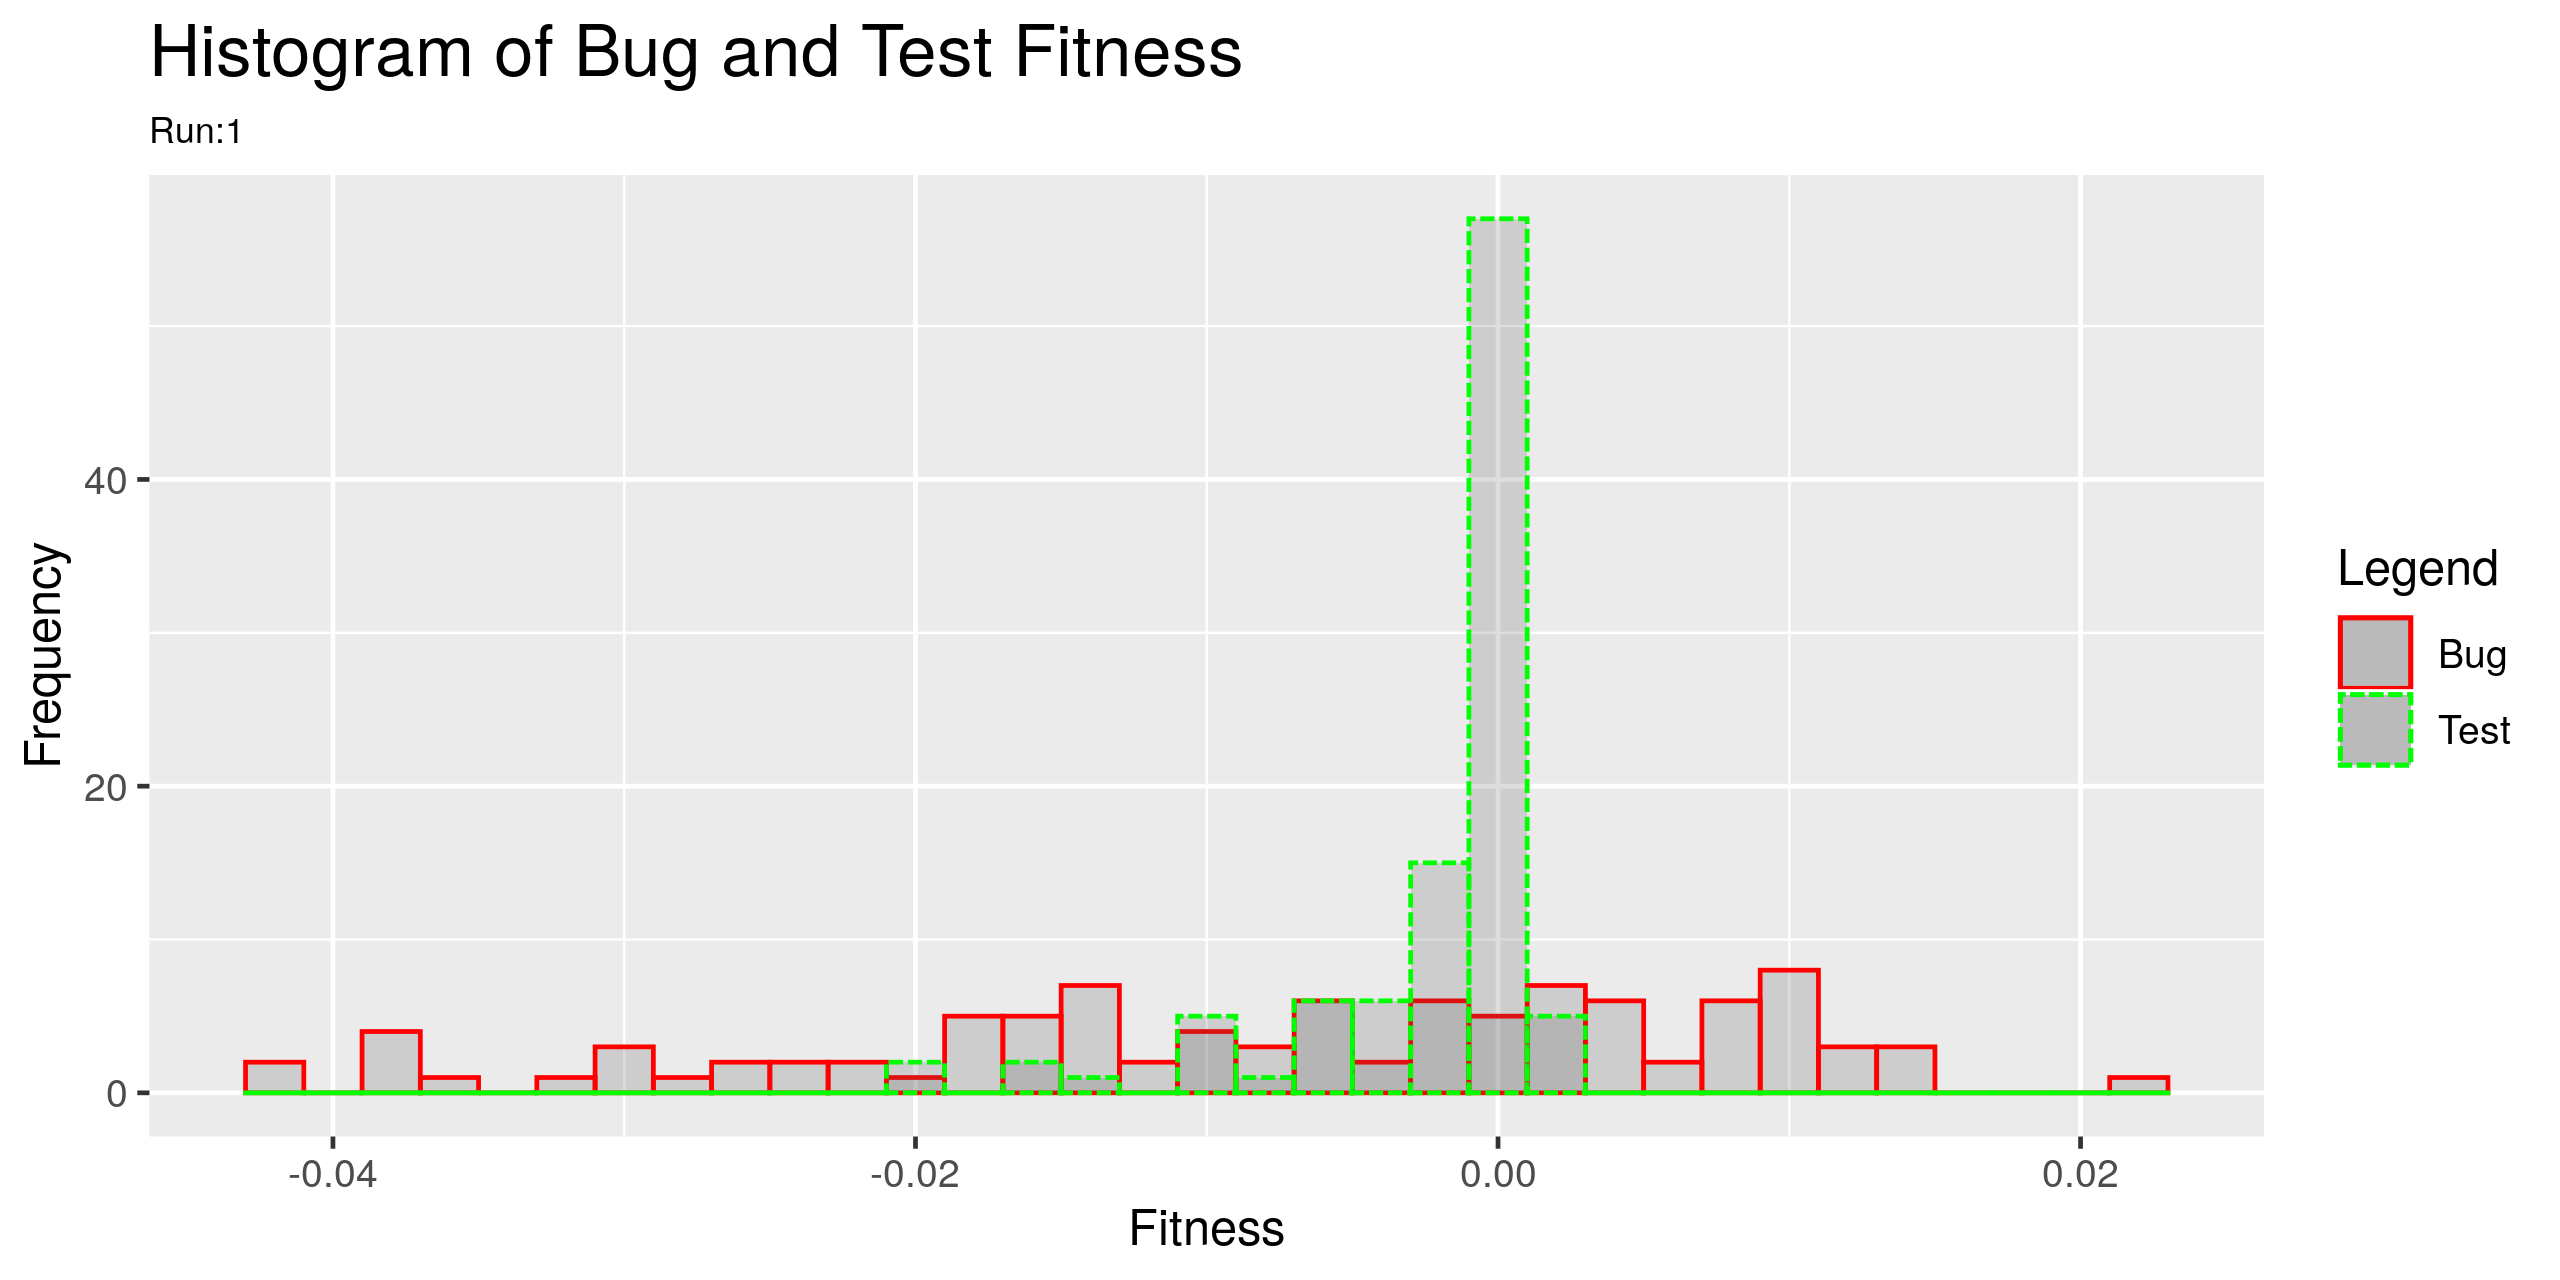 Histogram of Bug and Test Fitness
Run:1
Frequency
40
20
0
-0.04
-0.02
0.00
0.02
Fitness
Legend
Bug
Test